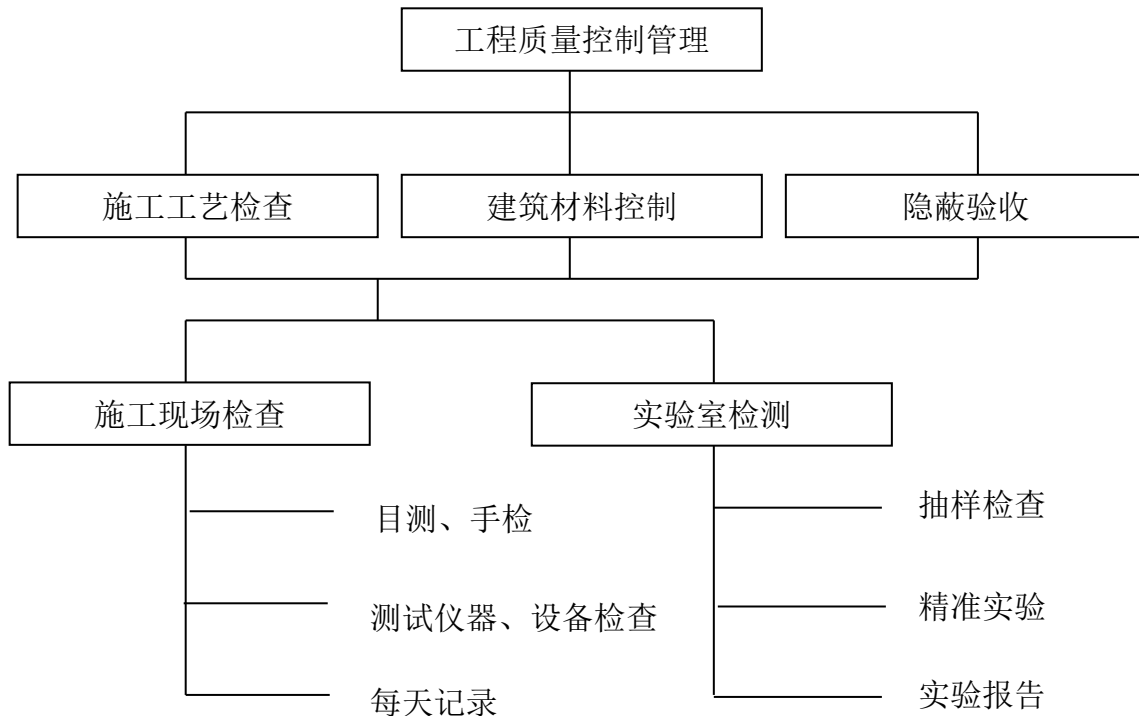 工程质量控制管理
施工工艺检查
建筑材料控制
隐蔽验收
施工现场检查
实验室检测
目测、手检
抽样检查
测试仪器、设备检查
精准实验
每天记录
实验报告